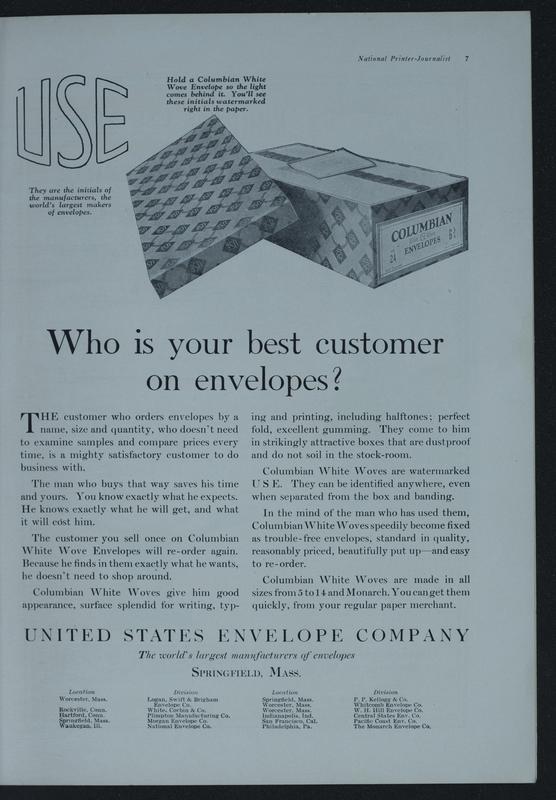 National Printer-Journalist 7
USE
Hold a Columbian White
Wove Envelope so the light
comes behind it. You'll see
these initials watermarked
right in the paper.
They are the initials of
the manufacturers, the
world's largest makers
of envelopes.
COLUMBIAN
ENVELOPES
24
Who is your best customer
on envelopes?
THE customer who orders envelopes by a
name, size and quantity, who doesn't need
to examine samples and compare prices every
time, is a mighty satisfactory customer to do
business with.
The man who buys that way saves his time
and yours. You know exactly what he expects.
He knows exactly what he will get, and what
it will cost him.
The customer you sell once on Columbian
White Wove Envelopes will re-order again.
Because he finds in them exactly what he wants,
he doesn't need to shop around.
Columbian White Woves give him good
appearance, surface splendid for writing, typ-
ing and printing, including halftones; perfect
fold, excellent gumming. They come to him
in strikingly attractive boxes that are dustproof
and do not soil in the stock-room.
Columbian White Woves are watermarked
U S E. They can be identified anywhere, even
when separated from the box and banding.
In the mind of the man who has used them,
Columbian White Woves speedily become fixed
as trouble-free envelopes, standard in quality,
reasonably priced, beautifully put up—and easy
to re-order.
Columbian White Woves are made in all
sizes from 5 to 14 and Monarch. You can get them
quickly, from your regular paper merchant.
UNITED STATES ENVELOPE COMPANY
The world's largest manufacturers of envelopes
SPRINGFIELD, MASS.
Location Division
Worcester, Mass. Logan, Swift & Brigham
Envelope Co.
Rockville, Conn. White, Corbin & Co.
Hartford, Conn. Plimpton Manufacturing Co.
Springfield, Mass. Morgan Envelope Co.
Waukegan, Ill. National Envelope Co.
Location Division
Springfield, Mass. P. P. Kellogg & Co.
Worcester, Mass. Whitcomb Envelope Co.
Worcester, Mass. W. H. Hill Envelope Co.
Indianapolis, Ind. Central States Env. Co.
San Francisco, Cal. Pacific Coast Env. Co.
Philadelphia, Pa. The Monarch Envelope Co.